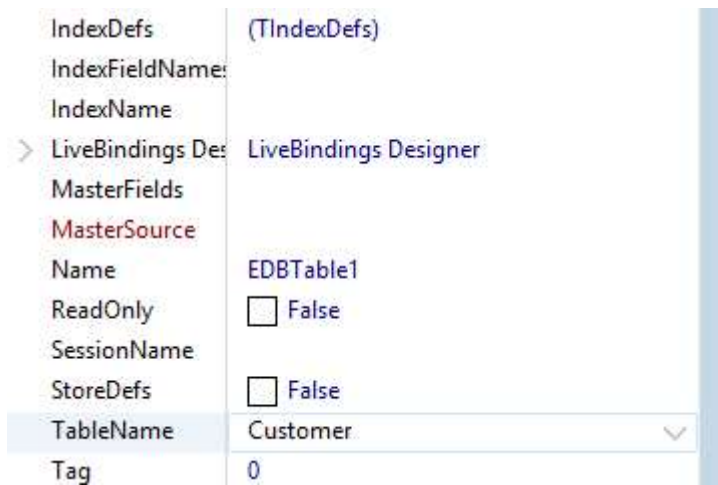 IndexDefs (TIndexDefs)
IndexFieldNames
IndexName
LiveBindings Des LiveBindings Designer
MasterFields
MasterSource
Name EDBTable1
ReadOnly False
SessionName
StoreDefs False
TableName Customer
Tag 0